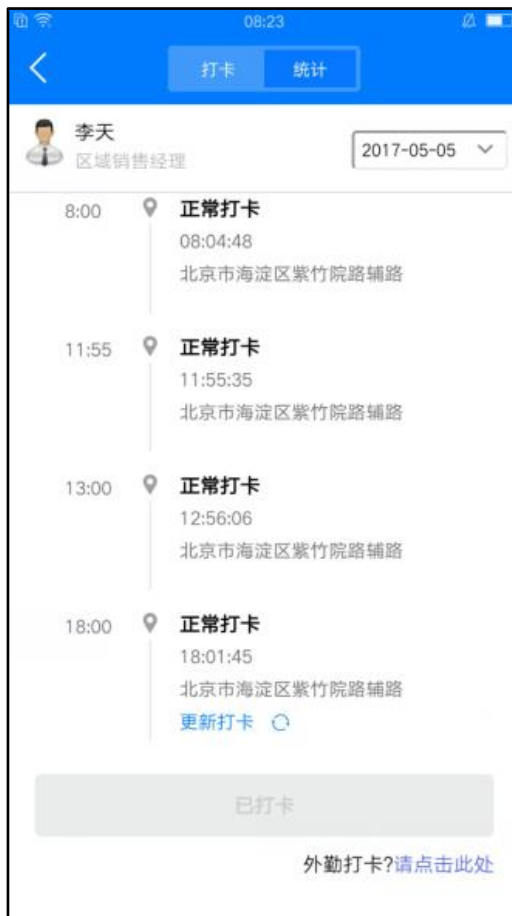 08:23
打卡 统计
李天
区域销售经理
2017-05-05
8:00 正常打卡
08:04:48
北京市海淀区紫竹院路辅路
11:55 正常打卡
11:55:35
北京市海淀区紫竹院路辅路
13:00 正常打卡
12:56:06
北京市海淀区紫竹院路辅路
18:00 正常打卡
18:01:45
北京市海淀区紫竹院路辅路
更新打卡
已打卡
外勤打卡?请点击此处